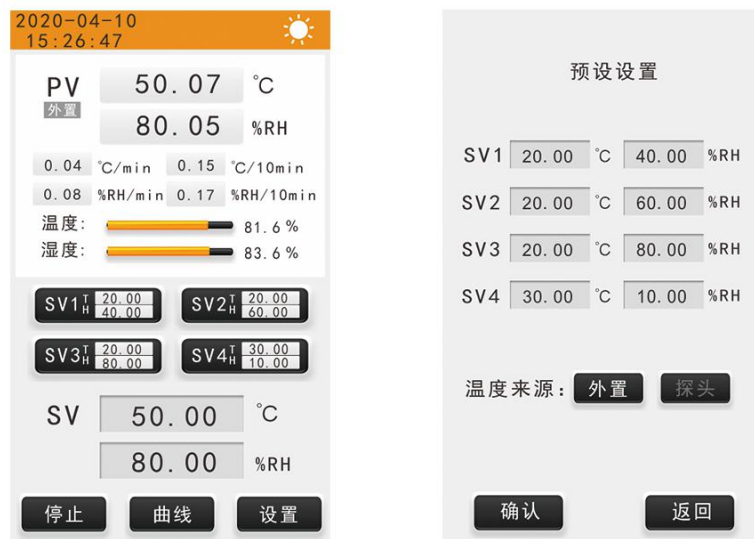 2020-04-10
15:26:47
PV 50.07 ℃
外置
80.05 %RH
0.04 ℃/min 0.15 ℃/10min
0.08 %RH/min 0.17 %RH/10min
温度: 81.6%
湿度: 83.6%
SV1 T 20.00 H 40.00 SV2 T 20.00 H 60.00
SV3 T 20.00 H 80.00 SV4 T 30.00 H 10.00
SV 50.00 ℃
80.00 %RH
停止 曲线 设置
预设设置
SV1 20.00 ℃ 40.00 %RH
SV2 20.00 ℃ 60.00 %RH
SV3 20.00 ℃ 80.00 %RH
SV4 30.00 ℃ 10.00 %RH
温度来源: 外置 探头
确认 返回